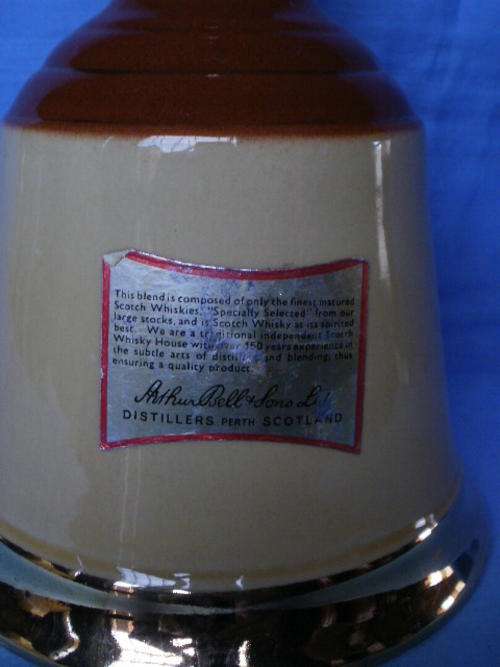 This blend is composed of only the finest matured
Scotch Whiskies, "Specially Selected" from our
large stocks, and is Scotch Whisky at its spirited
best. We are a traditional independent Scotch
Whisky House with over 150 years experience in
the subtle arts of distilling and blending, thus
ensuring a quality product.
Arthur Bell & Sons Ltd
DISTILLERS PERTH SCOTLAND